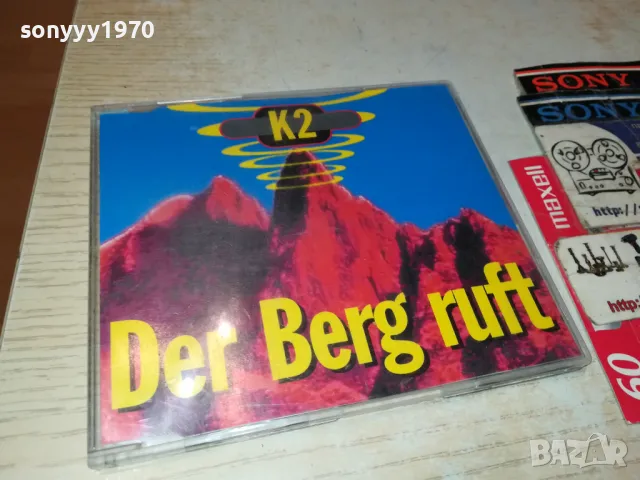 sonyyy1970
K2
Der Berg ruft
SONY
SONY
maxell
http://
http:
60
BAZAR